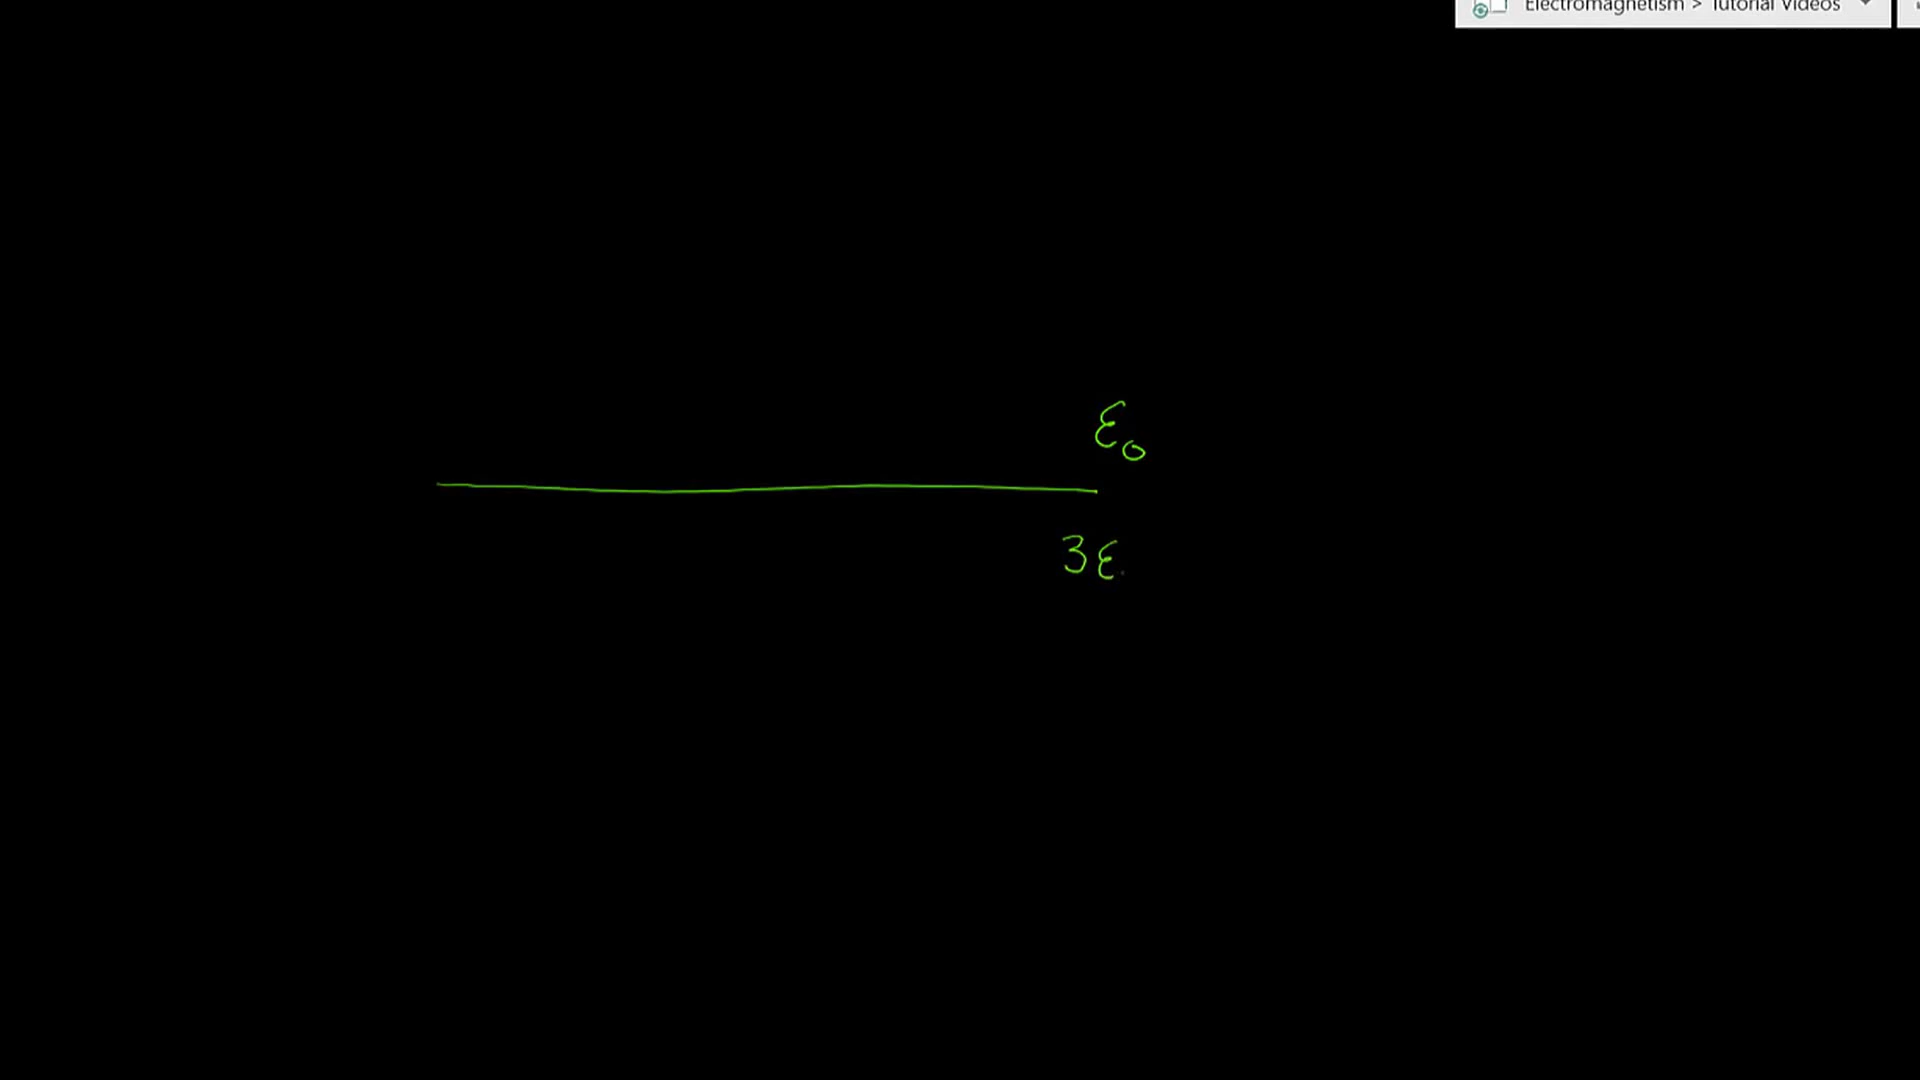 Electromagnetism > Tutorial Videos
ε₀
3ε